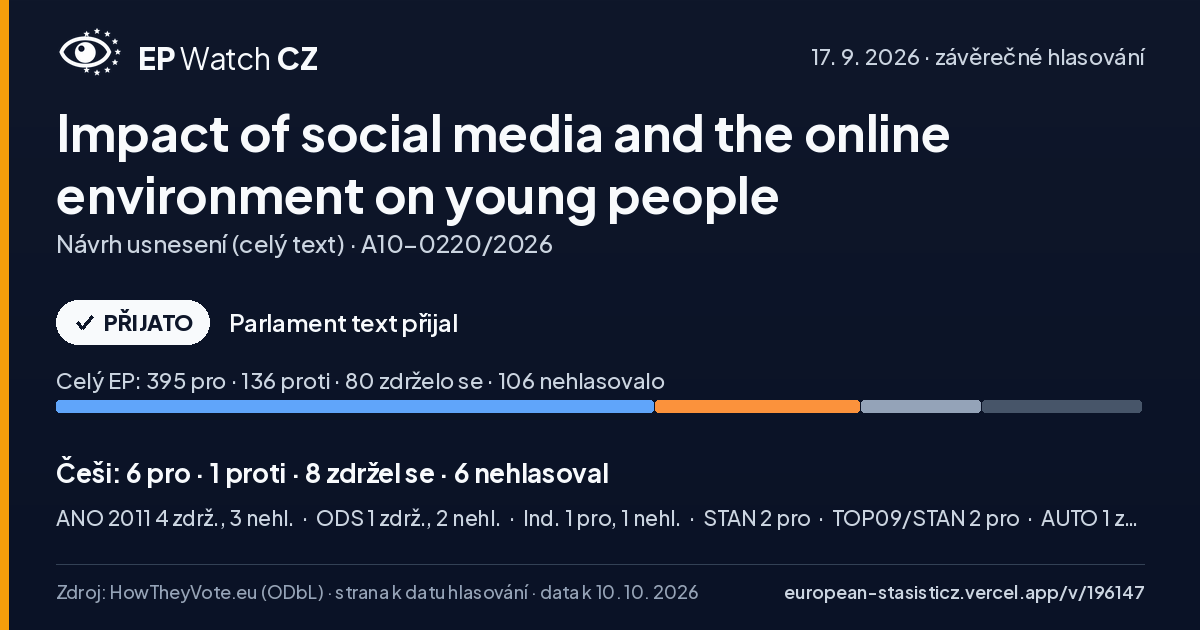 EP Watch CZ
17. 9. 2026 · závěrečné hlasování
Impact of social media and the online
environment on young people
Návrh usnesení (celý text) · A10-0220/2026
✓ PŘIJATO
Parlament text přijal
Celý EP: 395 pro · 136 proti · 80 zdrželo se · 106 nehlasovalo
Češi: 6 pro · 1 proti · 8 zdržel se · 6 nehlasoval
ANO 2011 4 zdrž., 3 nehl. · ODS 1 zdrž., 2 nehl. · Ind. 1 pro, 1 nehl. · STAN 2 pro · TOP09/STAN 2 pro · AUTO 1 z…
Zdroj: HowTheyVote.eu (ODbL) · strana k datu hlasování · data k 10. 10. 2026
european-stasisticz.vercel.app/v/196147